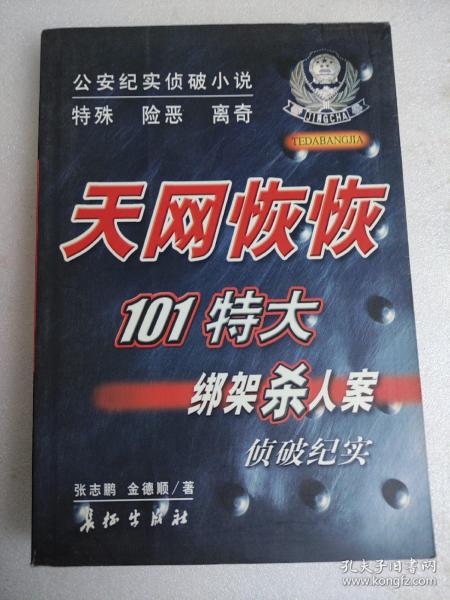 公安纪实侦破小说
特殊 险恶 离奇
JINGCHA
TEDABANGJIA
天网恢恢
101特大
绑架杀人案
侦破纪实
张志鹏 金德顺/著
长征出版社
孔夫子旧书网
www.kongfz.com